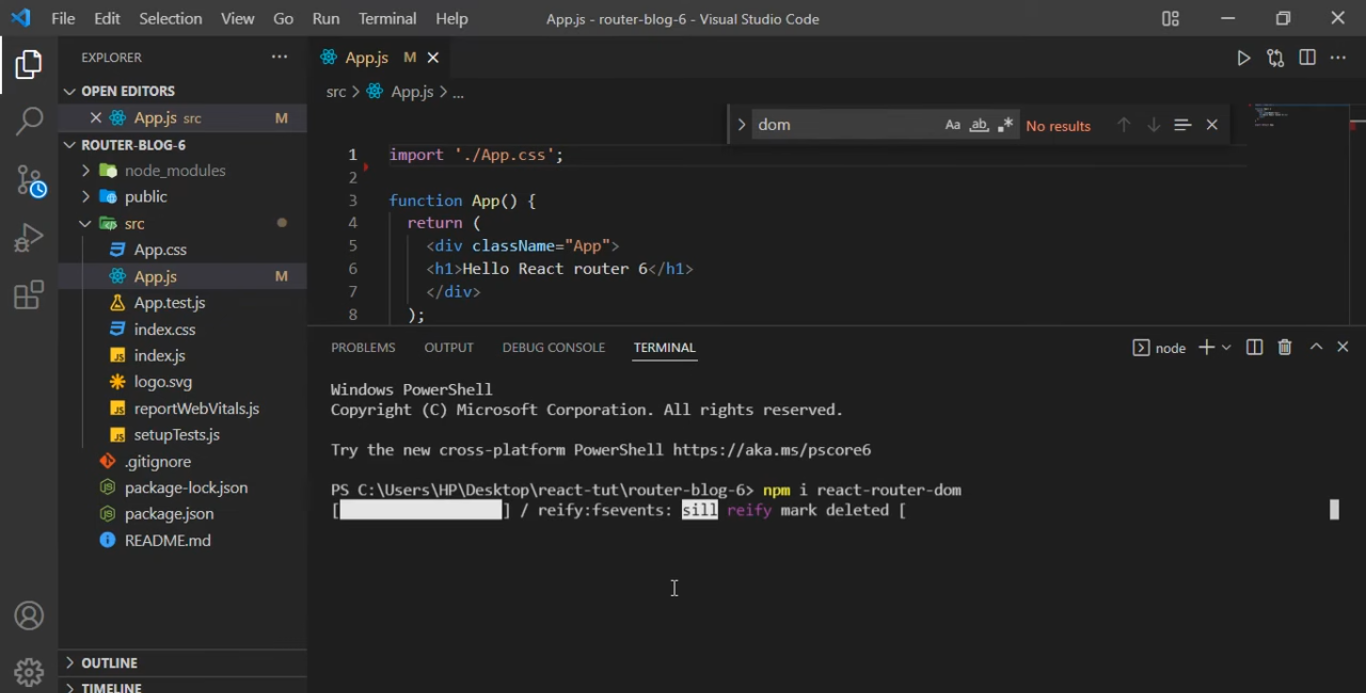 File Edit Selection View Go Run Terminal Help
App.js - router-blog-6 - Visual Studio Code
EXPLORER
OPEN EDITORS
App.js src M
ROUTER-BLOG-6
node_modules
public
src
App.css
App.js M
App.test.js
index.css
index.js
logo.svg
reportWebVitals.js
setupTests.js
.gitignore
package-lock.json
package.json
README.md
OUTLINE
TIMELINE
App.js M
src > App.js > ...
dom Aa ab .* No results
1 import './App.css';
2
3 function App() {
4 return (
5 <div className="App">
6 <h1>Hello React router 6</h1>
7 </div>
8 );
PROBLEMS OUTPUT DEBUG CONSOLE TERMINAL
node
Windows PowerShell
Copyright (C) Microsoft Corporation. All rights reserved.
Try the new cross-platform PowerShell https://aka.ms/pscore6
PS C:\Users\HP\Desktop\react-tut\router-blog-6> npm i react-router-dom
[ ] / reify:fsevents: sill reify mark deleted [